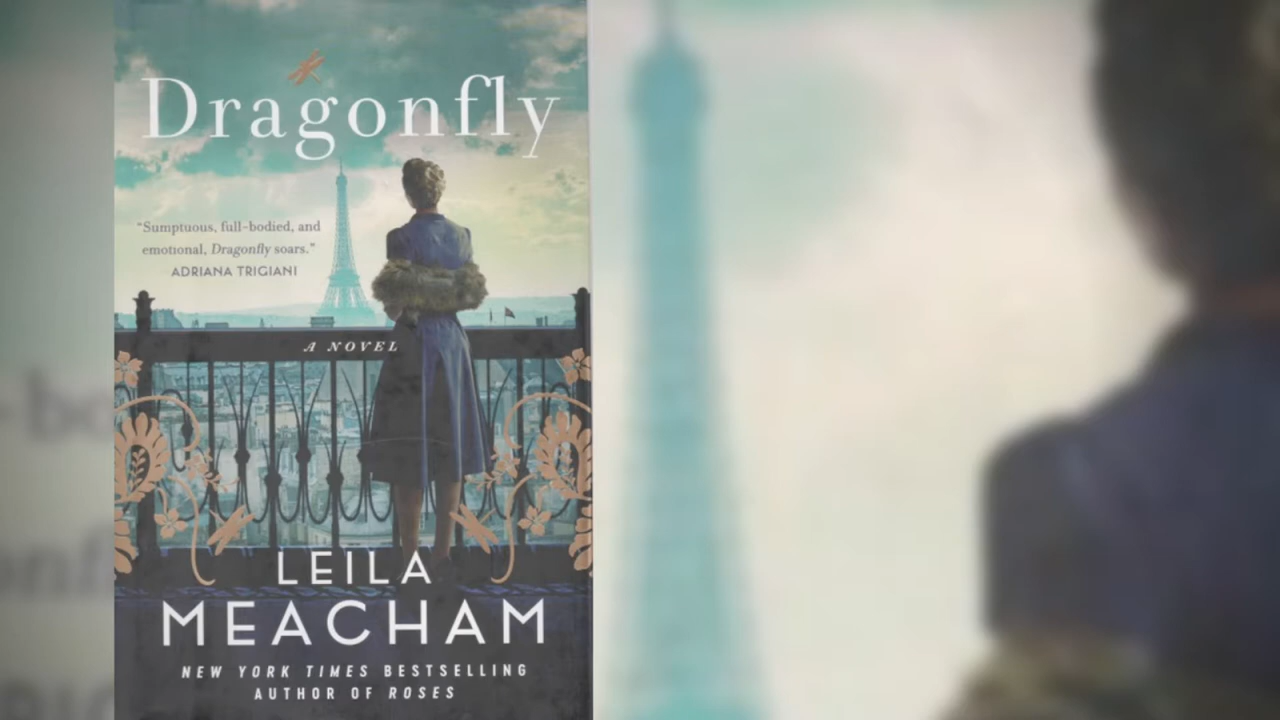 Dragonfly
“Sumptuous, full-bodied, and
emotional, Dragonfly soars.”
ADRIANA TRIGIANI
A NOVEL
LEILA
MEACHAM
NEW YORK TIMES BESTSELLING
AUTHOR OF ROSES